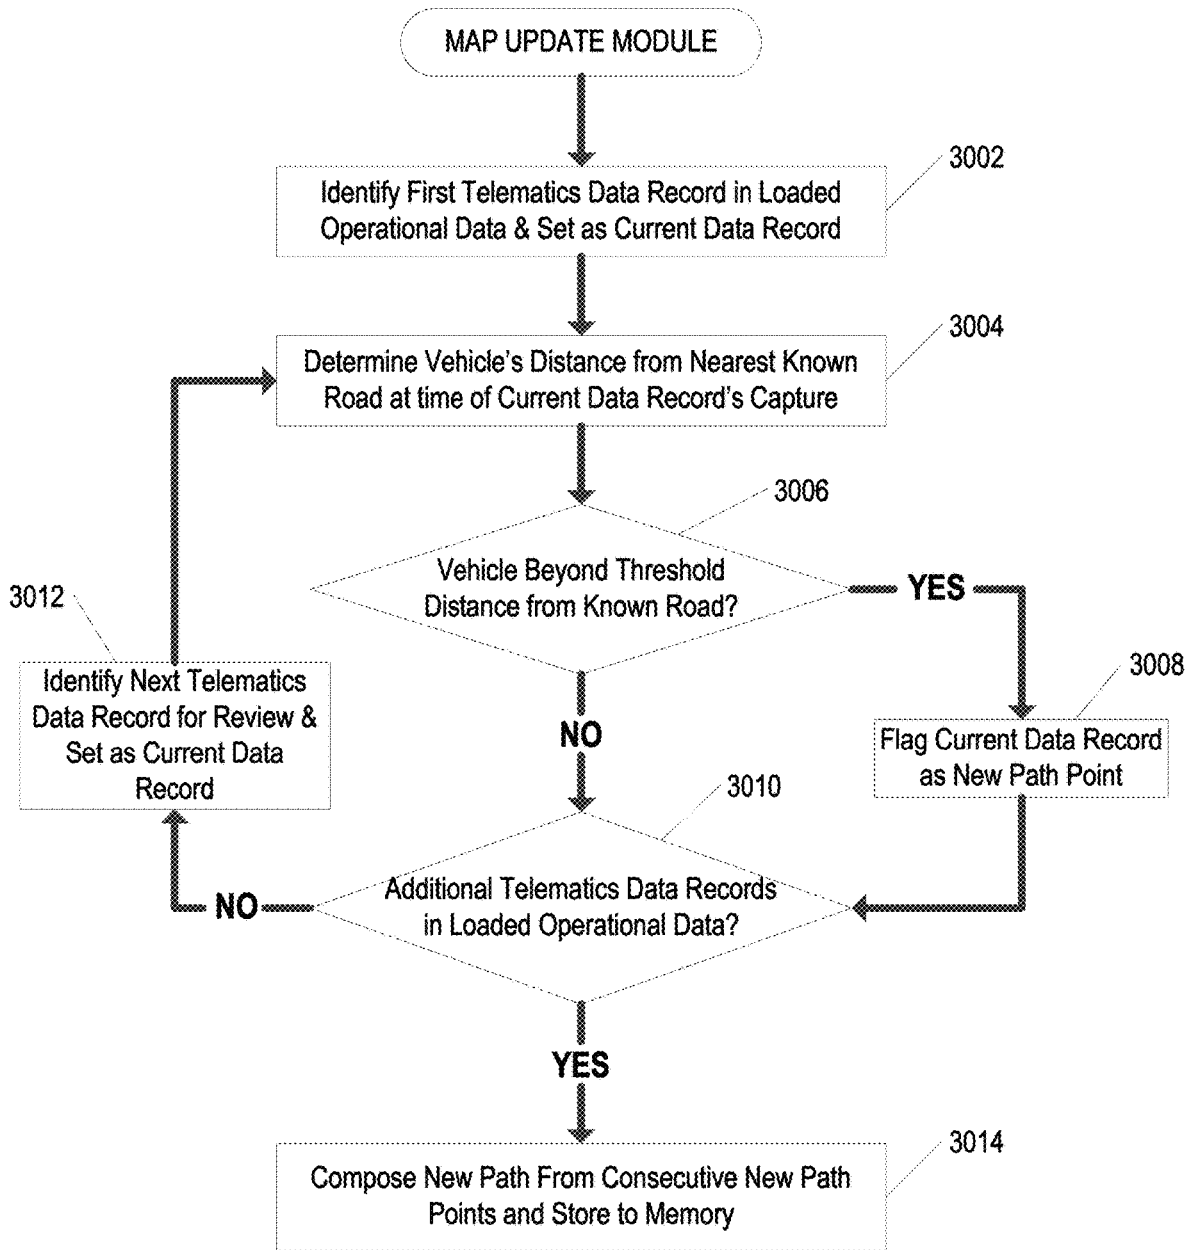 MAP UPDATE MODULE
3002
Identify First Telematics Data Record in Loaded
Operational Data & Set as Current Data Record
3004
Determine Vehicle's Distance from Nearest Known
Road at time of Current Data Record's Capture
3006
Vehicle Beyond Threshold
Distance from Known Road?
YES
3012
Identify Next Telematics
Data Record for Review &
Set as Current Data
Record
NO
3008
Flag Current Data Record
as New Path Point
3010
Additional Telematics Data Records
in Loaded Operational Data?
NO
YES
3014
Compose New Path From Consecutive New Path
Points and Store to Memory